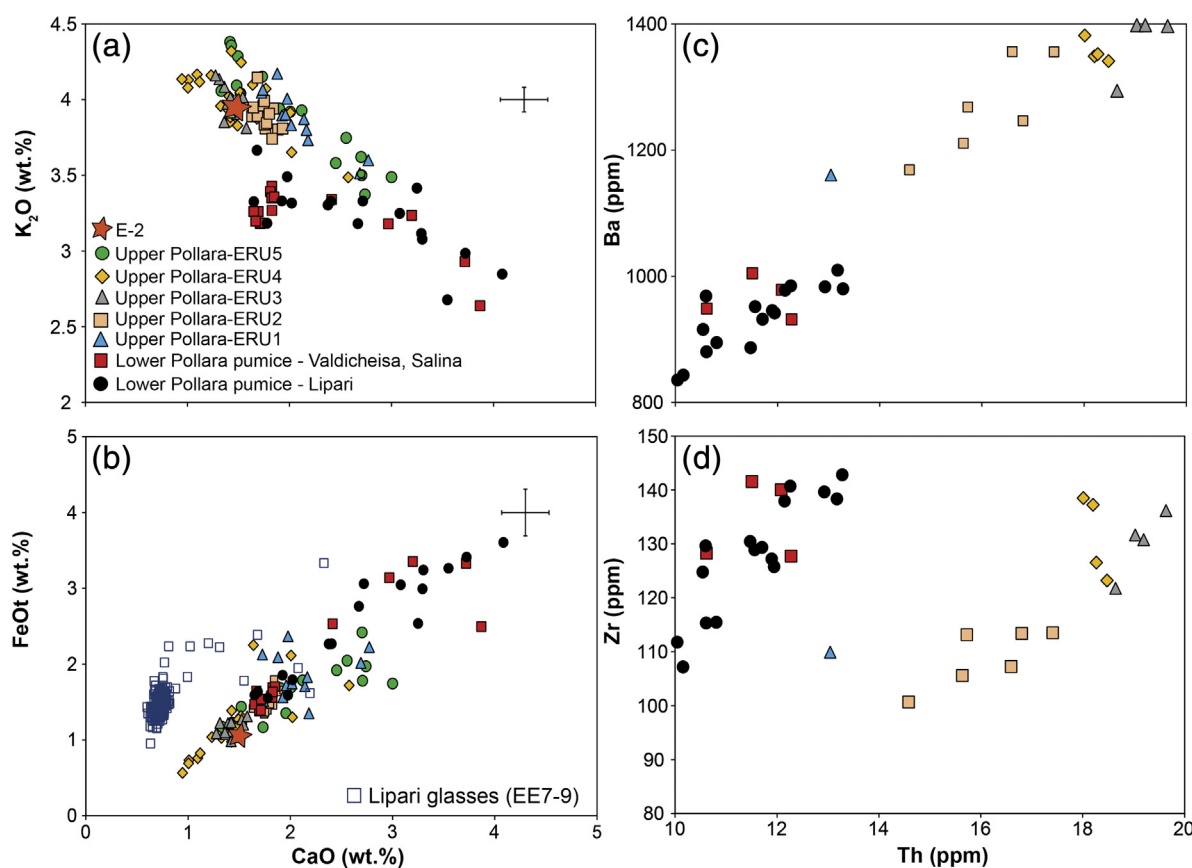 (a)
4.5
4
3.5
3
2.5
2
K2O (wt.%)
E-2
Upper Pollara-ERU5
Upper Pollara-ERU4
Upper Pollara-ERU3
Upper Pollara-ERU2
Upper Pollara-ERU1
Lower Pollara pumice - Valdicheisa, Salina
Lower Pollara pumice - Lipari
(c)
1400
1200
1000
800
Ba (ppm)
(b)
5
4
3
2
1
0
FeOt (wt.%)
Lipari glasses (EE7-9)
0 1 2 3 4 5
CaO (wt.%)
(d)
150
140
130
120
110
100
90
80
Zr (ppm)
10 12 14 16 18 20
Th (ppm)